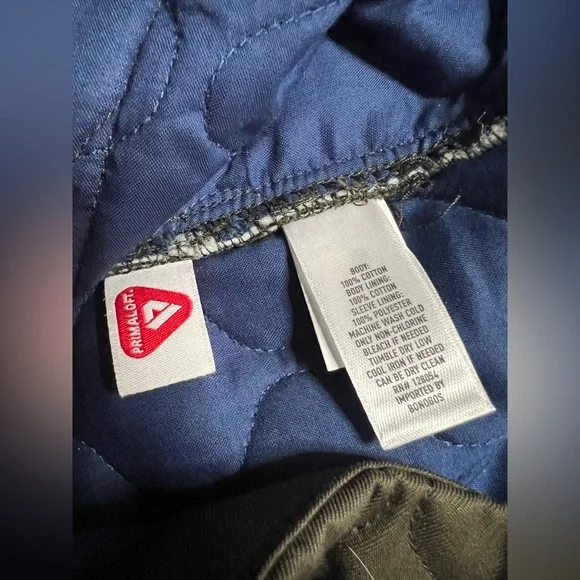 PRIMALOFT.
BODY:
100% COTTON
BODY LINING:
100% COTTON
SLEEVE LINING:
100% POLYESTER
MACHINE WASH COLD
ONLY NON-CHLORINE
BLEACH IF NEEDED
TUMBLE DRY LOW
COOL IRON IF NEEDED
CAN BE DRY CLEAN
RN# 128054
IMPORTED BY
BONOBOS